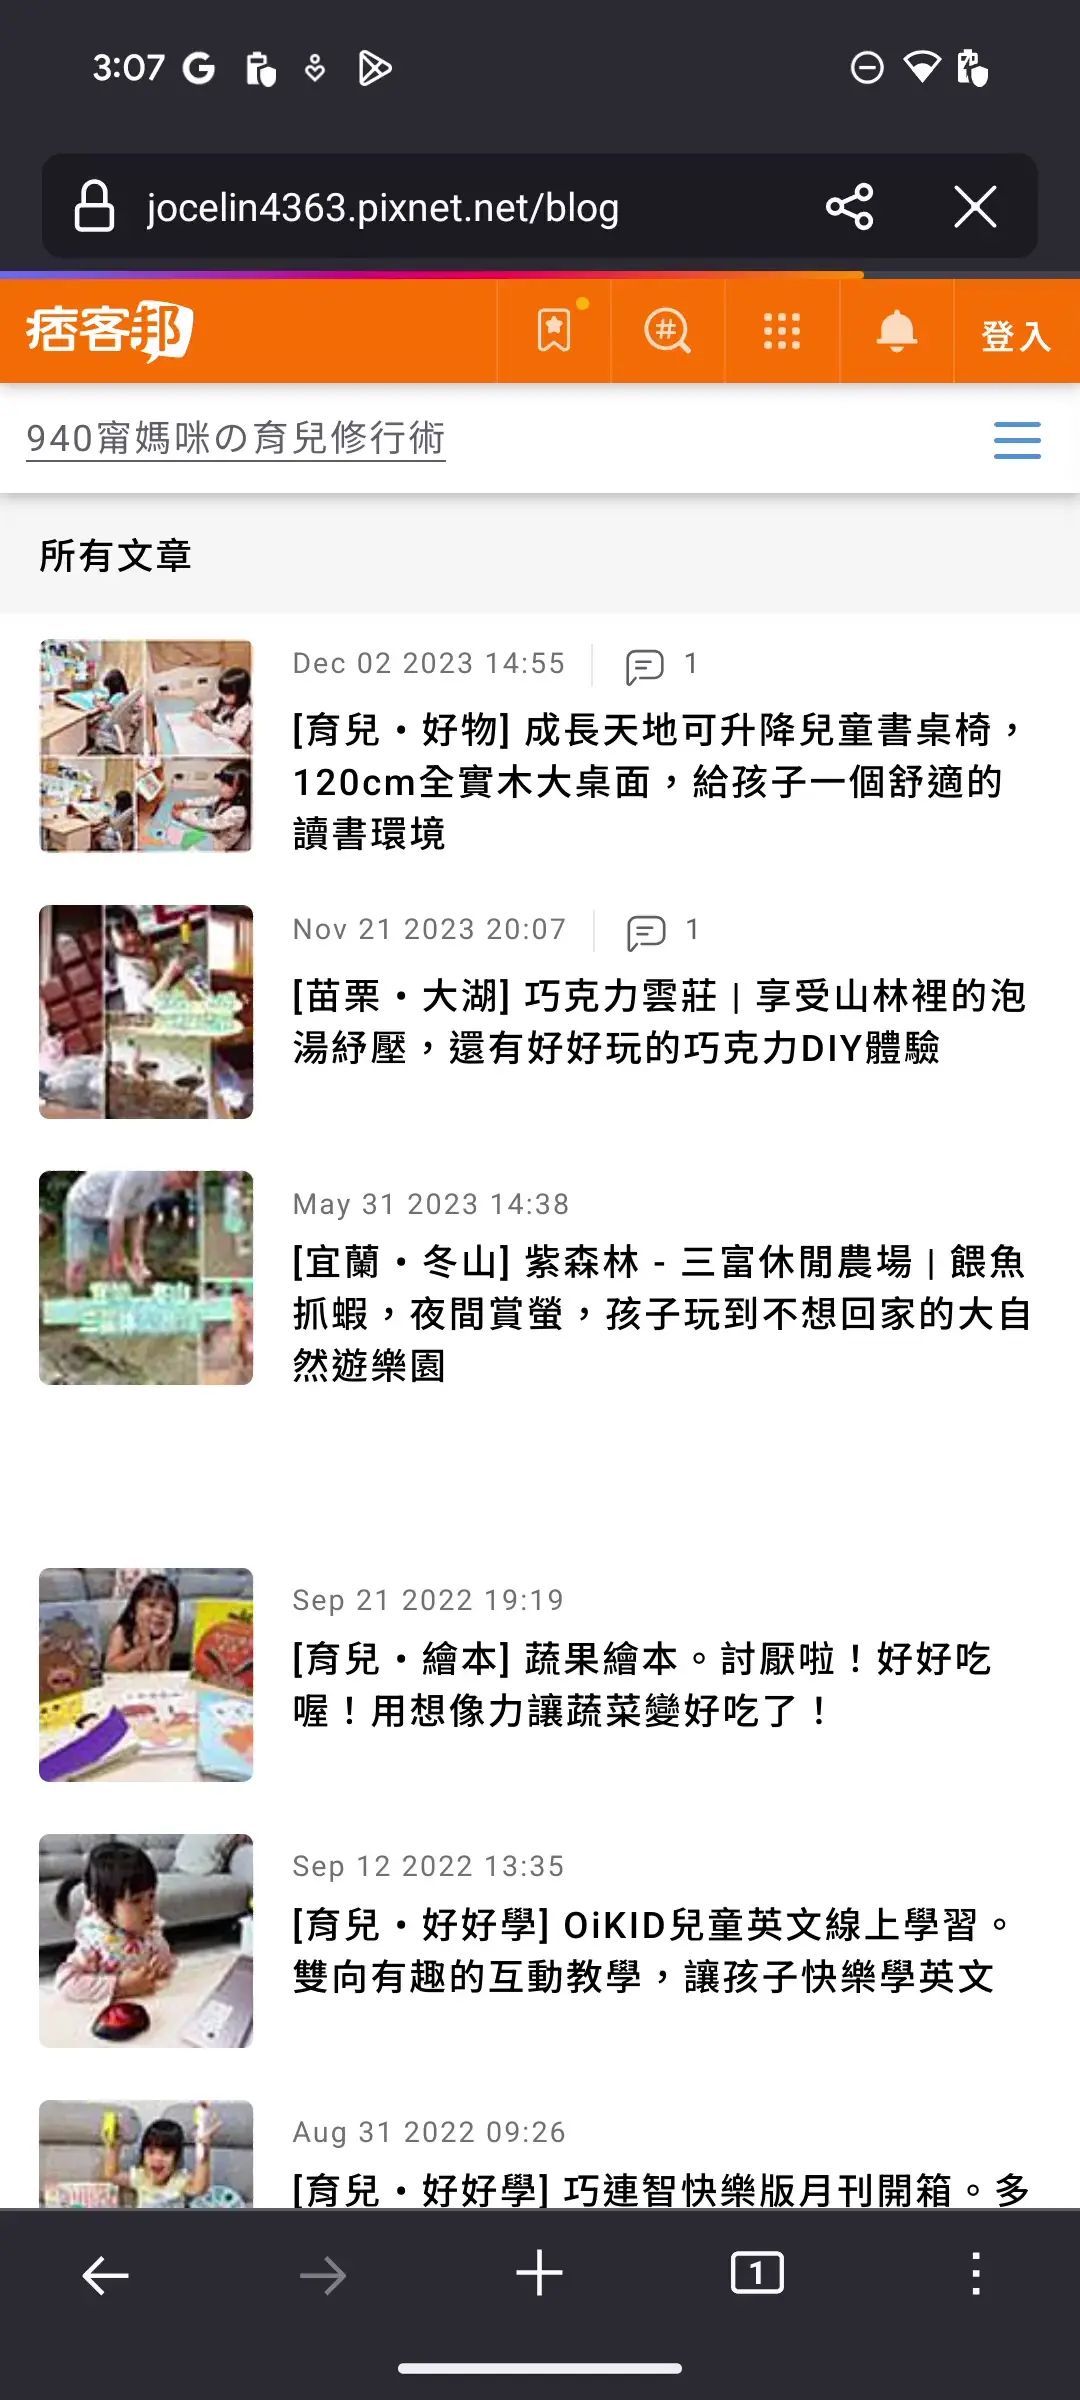 3:07
jocelin4363.pixnet.net/blog
痞客邦
登入
940甯媽咪の育兒修行術
所有文章
Dec 02 2023 14:55
1
[育兒・好物] 成長天地可升降兒童書桌椅，
120cm全實木大桌面，給孩子一個舒適的
讀書環境
Nov 21 2023 20:07
1
[苗栗・大湖] 巧克力雲莊 | 享受山林裡的泡
湯紓壓，還有好好玩的巧克力DIY體驗
May 31 2023 14:38
[宜蘭・冬山] 紫森林 - 三富休閒農場 | 餵魚
抓蝦，夜間賞螢，孩子玩到不想回家的大自
然遊樂園
Sep 21 2022 19:19
[育兒・繪本] 蔬果繪本。討厭啦！好好吃
喔！用想像力讓蔬菜變好吃了！
Sep 12 2022 13:35
[育兒・好好學] OiKID兒童英文線上學習。
雙向有趣的互動教學，讓孩子快樂學英文
Aug 31 2022 09:26
[育兒・好好學] 巧連智快樂版月刊開箱。多
1